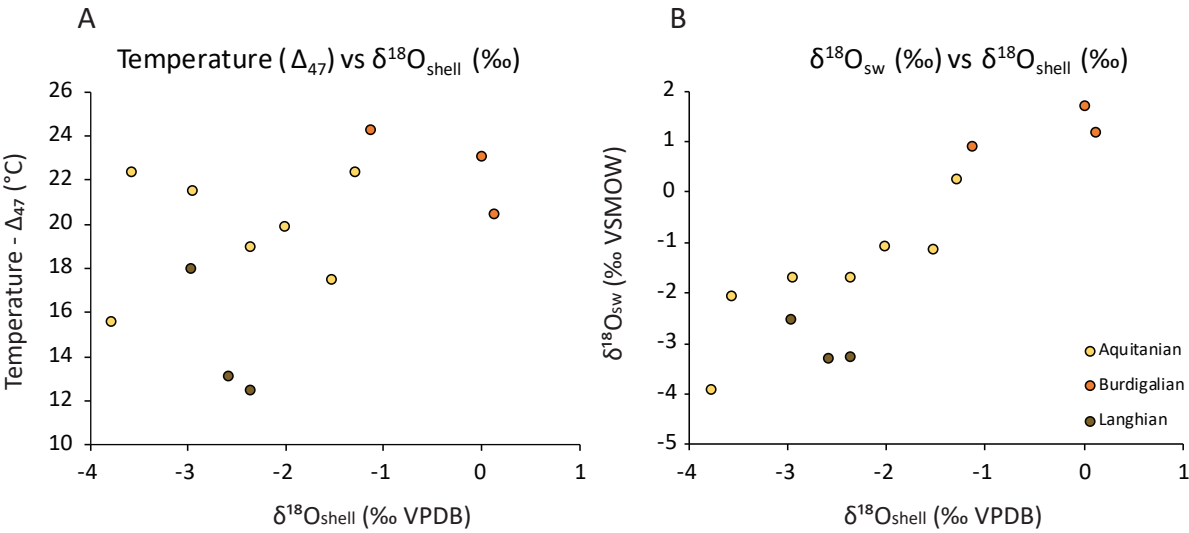 A
Temperature (Δ47) vs δ¹⁸Oshell (‰)
26
24
22
20
18
16
14
12
10
Temperature - Δ47 (°C)
-4 -3 -2 -1 0 1
δ¹⁸Oshell (‰ VPDB)
B
δ¹⁸Osw (‰) vs δ¹⁸Oshell (‰)
2
1
0
-1
-2
-3
-4
-5
δ¹⁸Osw (‰ VSMOW)
Aquitanian
Burdigalian
Langhian
-4 -3 -2 -1 0 1
δ¹⁸Oshell (‰ VPDB)